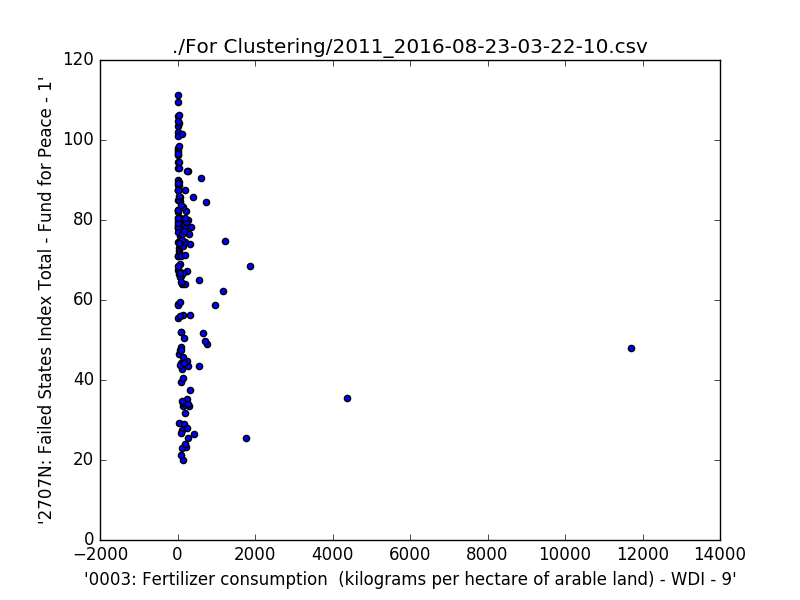 ./For Clustering/2011_2016-08-23-03-22-10.csv
120
100
80
60
40
20
0
'2707N: Failed States Index Total - Fund for Peace - 1'
−2000 0 2000 4000 6000 8000 10000 12000 14000
'0003: Fertilizer consumption  (kilograms per hectare of arable land) - WDI - 9'